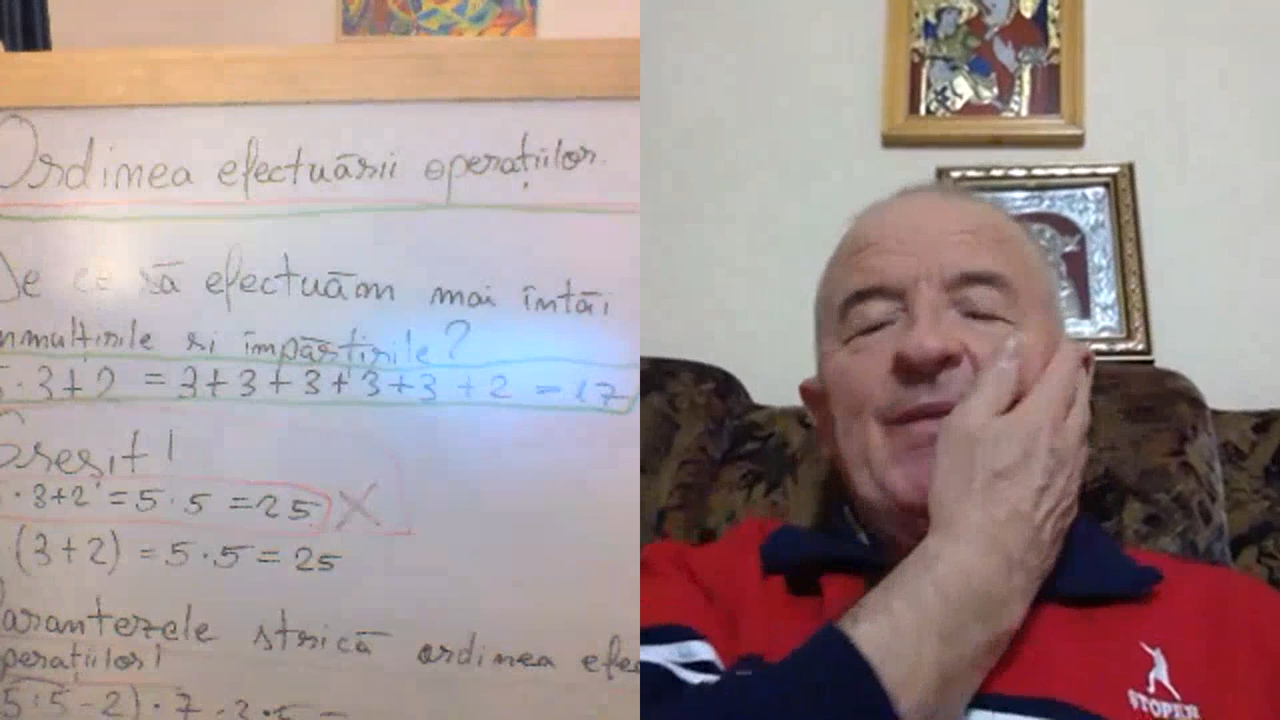 Ordinea efectuării operațiilor.
De ce să efectuăm mai întâi
înmulțirile și împărțirile?
5·3+2 = 3+3+3+3+3+2 = 17
Greșit!
·3+2 = 5·5 = 25 X
(3+2) = 5·5 = 25
Parantezele strică ordinea efec
operațiilor!
STOPER